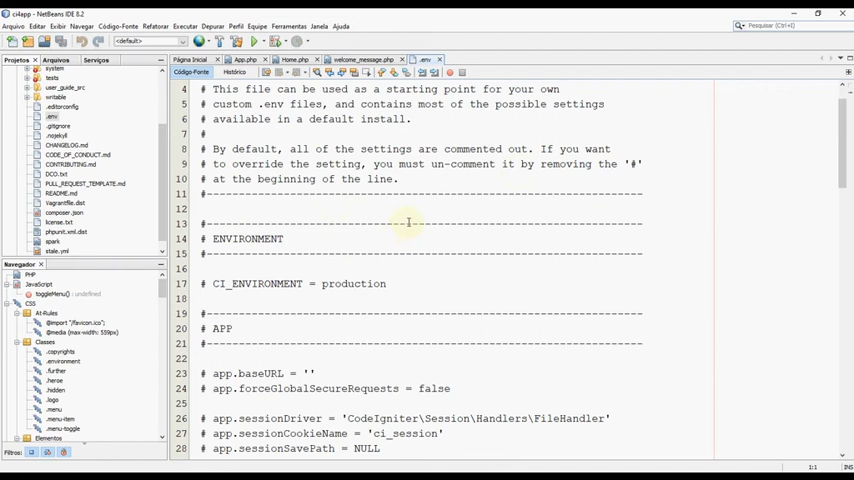 ci4app - NetBeans IDE 8.2
Arquivo Editar Exibir Navegar Código-Fonte Refatorar Executar Depurar Perfil Equipe Ferramentas Janela Ajuda
Pesquisar (Ctrl+I)
<default>
Projetos Arquivos Serviços
Página Inicial App.php Home.php welcome_message.php .env
Código-Fonte Histórico
system
tests
user_guide_src
writable
.editorconfig
.env
.gitignore
.nojekyll
CHANGELOG.md
CODE_OF_CONDUCT.md
CONTRIBUTING.md
DCO.txt
PULL_REQUEST_TEMPLATE.md
README.md
Vagrantfile.dist
composer.json
license.txt
phpunit.xml.dist
spark
stale.yml
Navegador
PHP
JavaScript
toggleMenu() : undefined
CSS
At-Rules
@import "/favicon.ico";
@media (max-width: 559px)
Classes
.copyrights
.environment
.further
.heroe
.hidden
.logo
.menu
.menu-item
.menu-toggle
Elementos
Filtros:
4 # This file can be used as a starting point for your own
5 # custom .env files, and contains most of the possible settings
6 # available in a default install.
7 #
8 # By default, all of the settings are commented out. If you want
9 # to override the setting, you must un-comment it by removing the '#'
10 # at the beginning of the line.
11 #--------------------------------------------------------------------
12
13 #--------------------------------------------------------------------
14 # ENVIRONMENT
15 #--------------------------------------------------------------------
16
17 # CI_ENVIRONMENT = production
18
19 #--------------------------------------------------------------------
20 # APP
21 #--------------------------------------------------------------------
22
23 # app.baseURL = ''
24 # app.forceGlobalSecureRequests = false
25
26 # app.sessionDriver = 'CodeIgniter\Session\Handlers\FileHandler'
27 # app.sessionCookieName = 'ci_session'
28 # app.sessionSavePath = NULL
1:1 INS